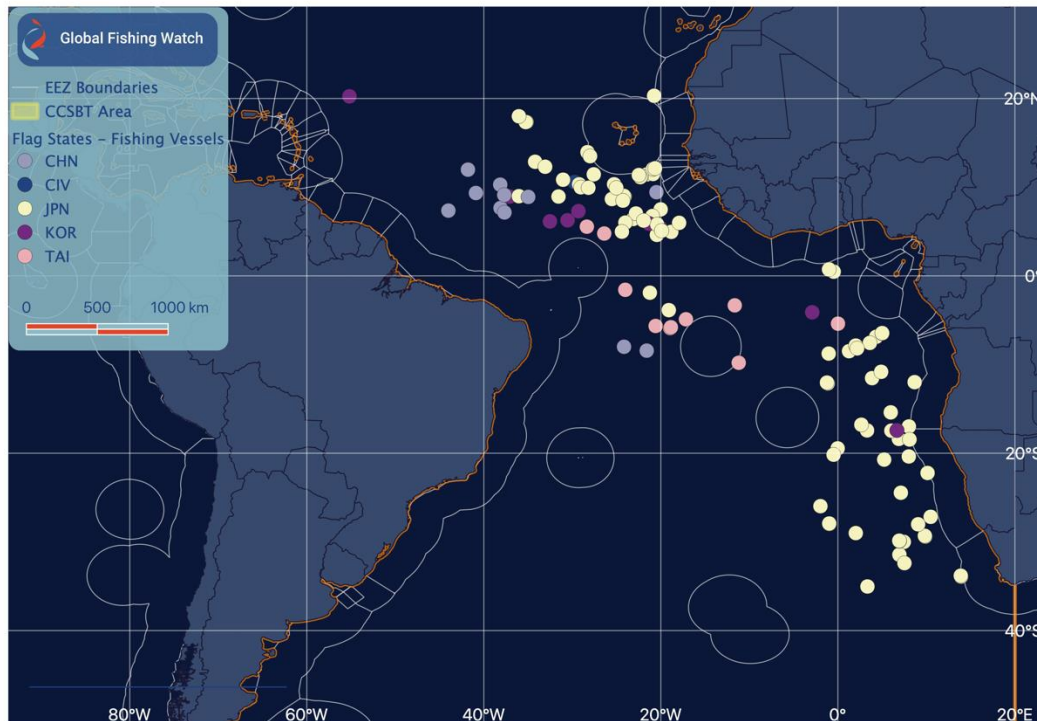 Global Fishing Watch
EEZ Boundaries
CCSBT Area
Flag States – Fishing Vessels
CHN
CIV
JPN
KOR
TAI
0 500 1000 km
20°N
0°
20°S
40°S
80°W 60°W 40°W 20°W 0° 20°E